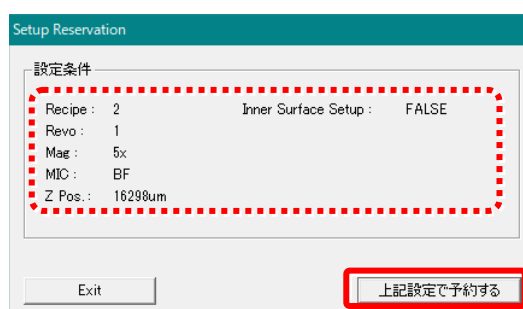 Setup Reservation
設定条件
Recipe : 2 Inner Surface Setup : FALSE
Revo : 1
Mag : 5x
MIC : BF
Z Pos. : 16298um
Exit 上記設定で予約する